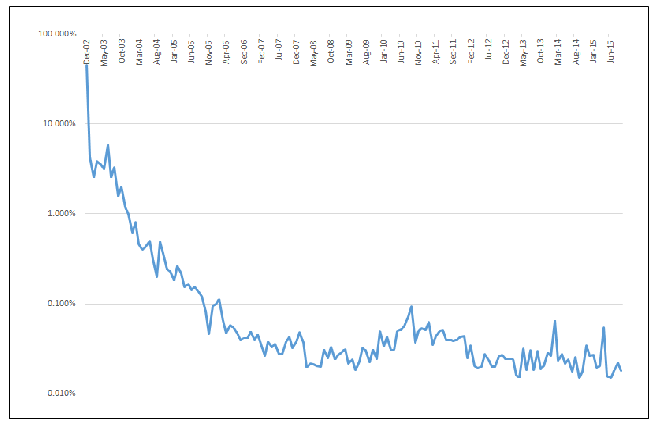 100.000%
Dec-02
May-03
Oct-03
Mar-04
Aug-04
Jan-05
Jun-05
Nov-05
Apr-06
Sep-06
Feb-07
Jul-07
Dec-07
May-08
Oct-08
Mar-09
Aug-09
Jan-10
Jun-10
Nov-10
Apr-11
Sep-11
Feb-12
Jul-12
Dec-12
May-13
Oct-13
Mar-14
Aug-14
Jan-15
Jun-15
10.000%
1.000%
0.100%
0.010%